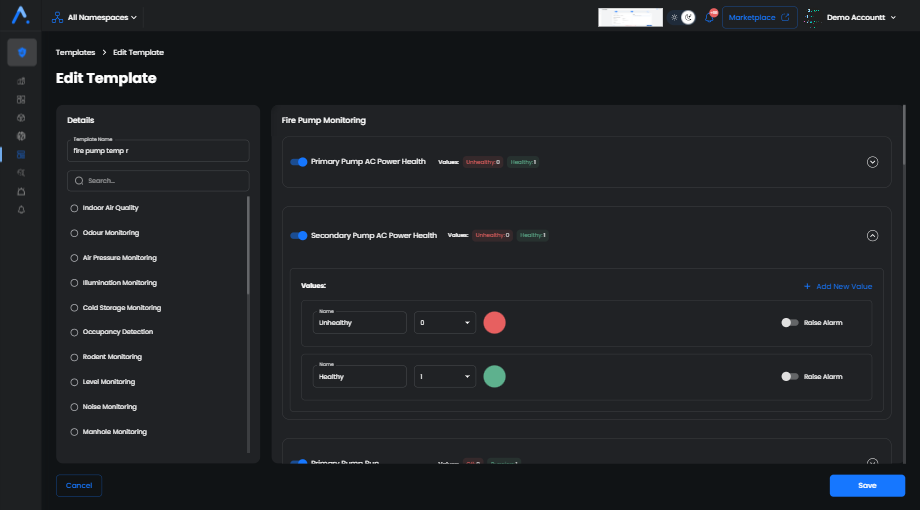 All Namespaces
Marketplace
Demo Accountt
Templates > Edit Template
Edit Template
Details
Template Name
fire pump temp r
Search...
Indoor Air Quality
Odour Monitoring
Air Pressure Monitoring
Illumination Monitoring
Cold Storage Monitoring
Occupancy Detection
Rodent Monitoring
Level Monitoring
Noise Monitoring
Manhole Monitoring
Fire Pump Monitoring
Primary Pump AC Power Health Values: Unhealthy: 0 Healthy: 1
Secondary Pump AC Power Health Values: Unhealthy: 0 Healthy: 1
Values:
+ Add New Value
Name
Unhealthy 0 Raise Alarm
Name
Healthy 1 Raise Alarm
Primary Pump Run
Cancel
Save